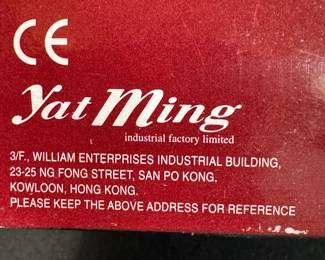 CE
Yat Ming
industrial factory limited
3/F., WILLIAM ENTERPRISES INDUSTRIAL BUILDING,
23-25 NG FONG STREET, SAN PO KONG,
KOWLOON, HONG KONG.
PLEASE KEEP THE ABOVE ADDRESS FOR REFERENCE